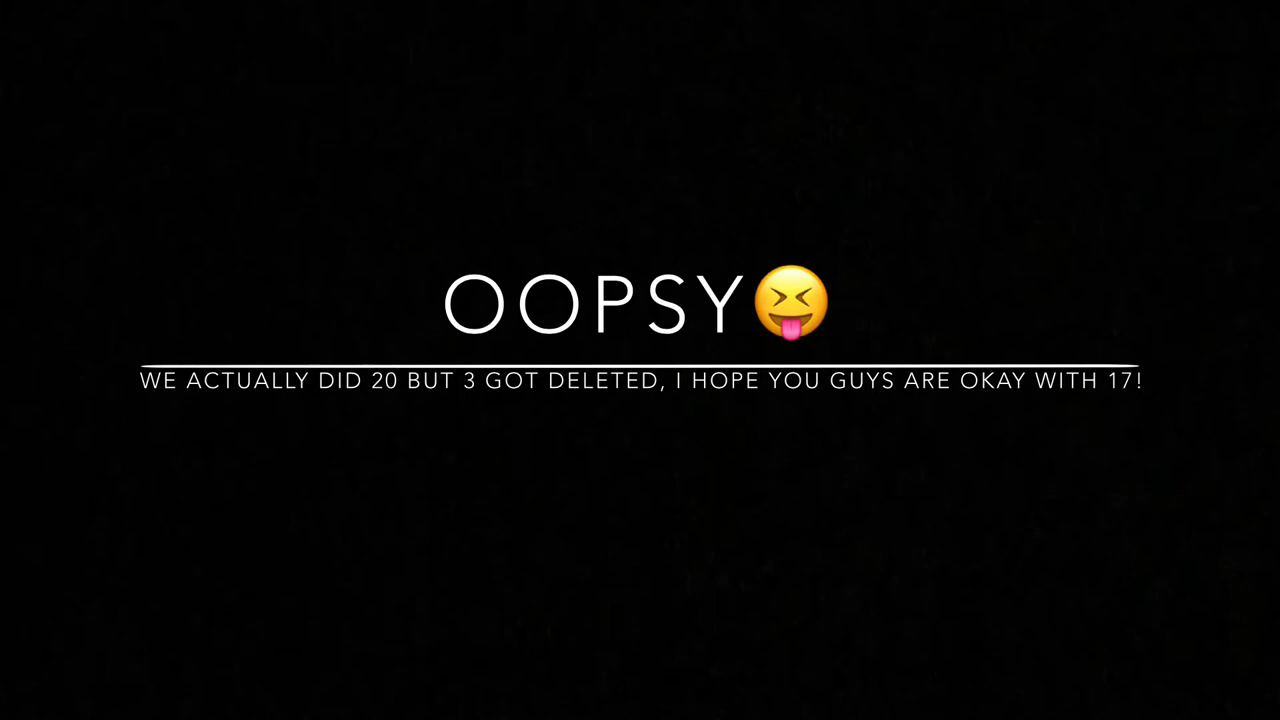 OOPSY😝
WE ACTUALLY DID 20 BUT 3 GOT DELETED, I HOPE YOU GUYS ARE OKAY WITH 17!